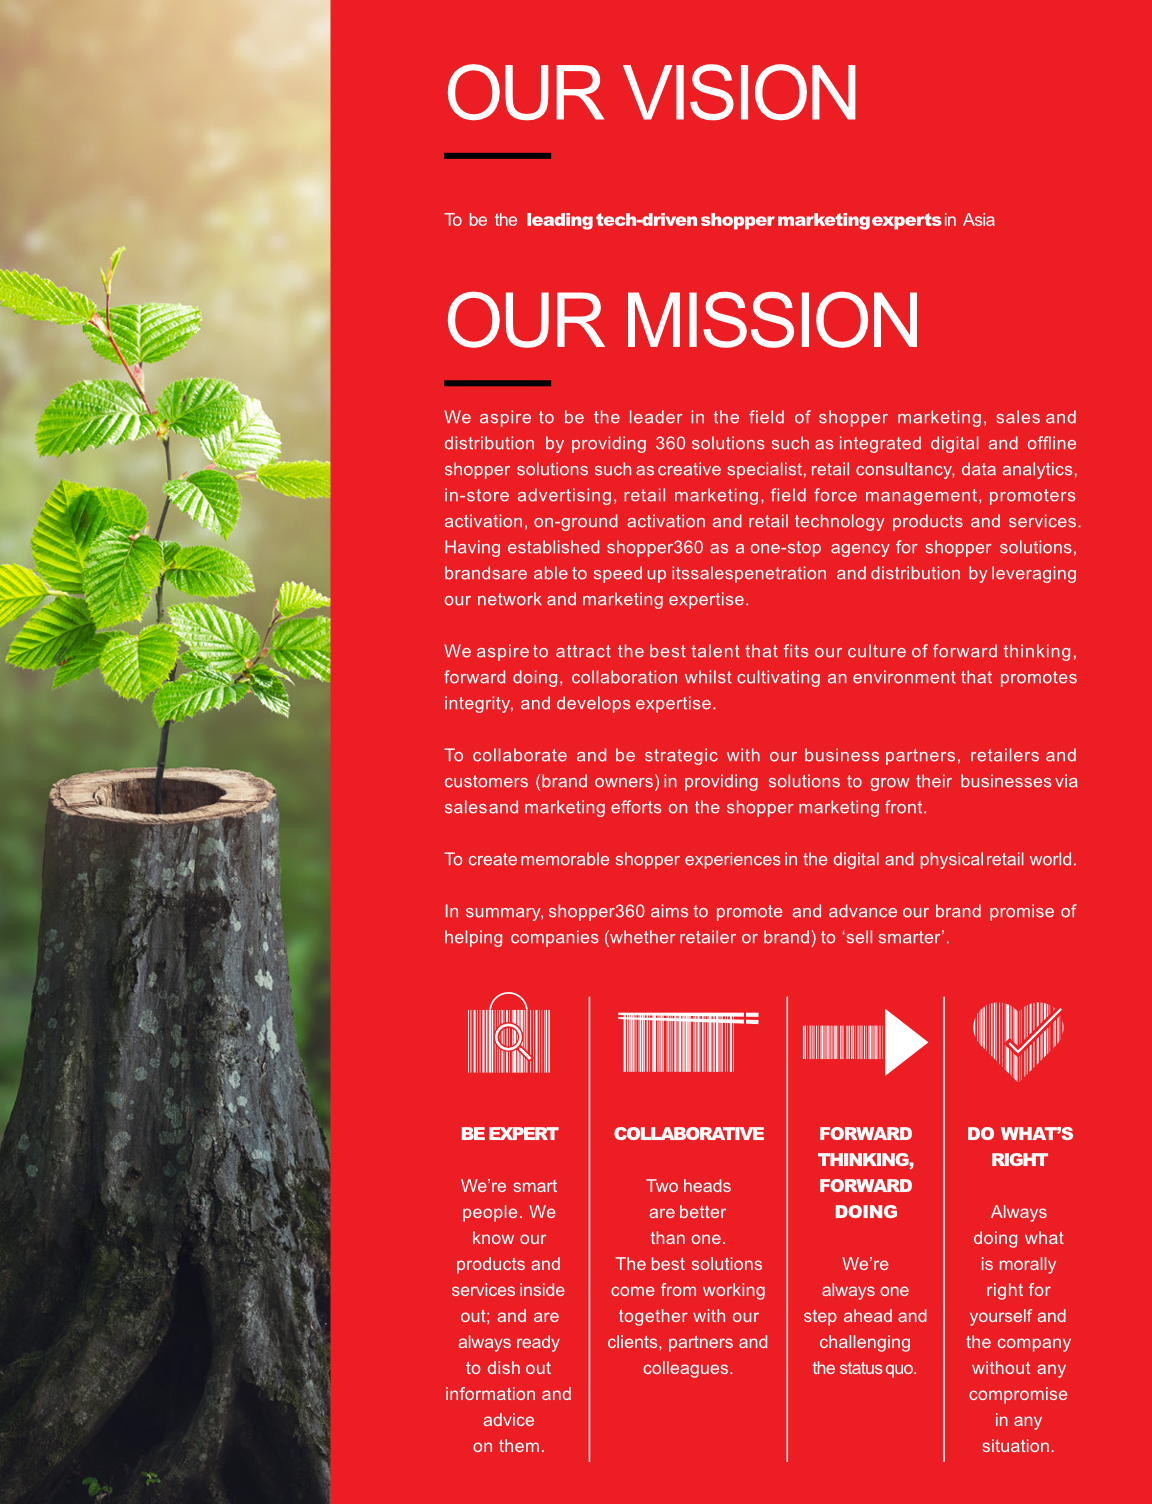 OUR VISION
To be the leading tech-driven shopper marketing experts in Asia
OUR MISSION
We aspire to be the leader in the field of shopper marketing, sales and
distribution by providing 360 solutions such as integrated digital and offline
shopper solutions such as creative specialist, retail consultancy, data analytics,
in-store advertising, retail marketing, field force management, promoters
activation, on-ground activation and retail technology products and services.
Having established shopper360 as a one-stop agency for shopper solutions,
brandsare able to speed up itssalespenetration and distribution by leveraging
our network and marketing expertise.
We aspire to attract the best talent that fits our culture of forward thinking,
forward doing, collaboration whilst cultivating an environment that promotes
integrity, and develops expertise.
To collaborate and be strategic with our business partners, retailers and
customers (brand owners) in providing solutions to grow their businesses via
salesand marketing efforts on the shopper marketing front.
To create memorable shopper experiences in the digital and physical retail world.
In summary, shopper360 aims to promote and advance our brand promise of
helping companies (whether retailer or brand) to ‘sell smarter’.
BE EXPERT
We’re smart
people. We
know our
products and
services inside
out; and are
always ready
to dish out
information and
advice
on them.
COLLABORATIVE
Two heads
are better
than one.
The best solutions
come from working
together with our
clients, partners and
colleagues.
FORWARD
THINKING,
FORWARD
DOING
We’re
always one
step ahead and
challenging
the status quo.
DO WHAT’S
RIGHT
Always
doing what
is morally
right for
yourself and
the company
without any
compromise
in any
situation.